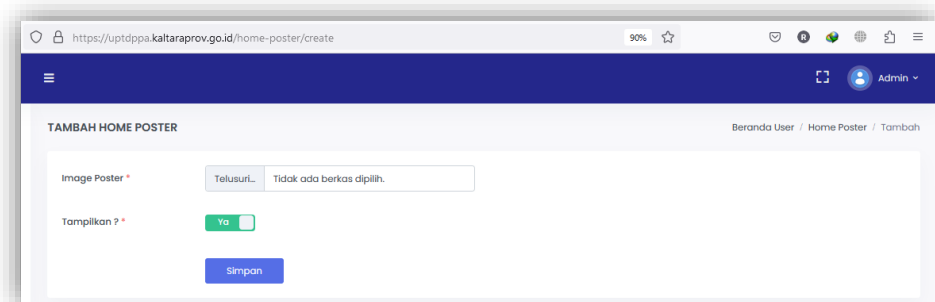 https://uptdppa.kaltaraprov.go.id/home-poster/create 90% R
Admin
TAMBAH HOME POSTER Beranda User / Home Poster / Tambah
Image Poster * Telusuri... Tidak ada berkas dipilih.
Tampilkan ? * Ya
Simpan